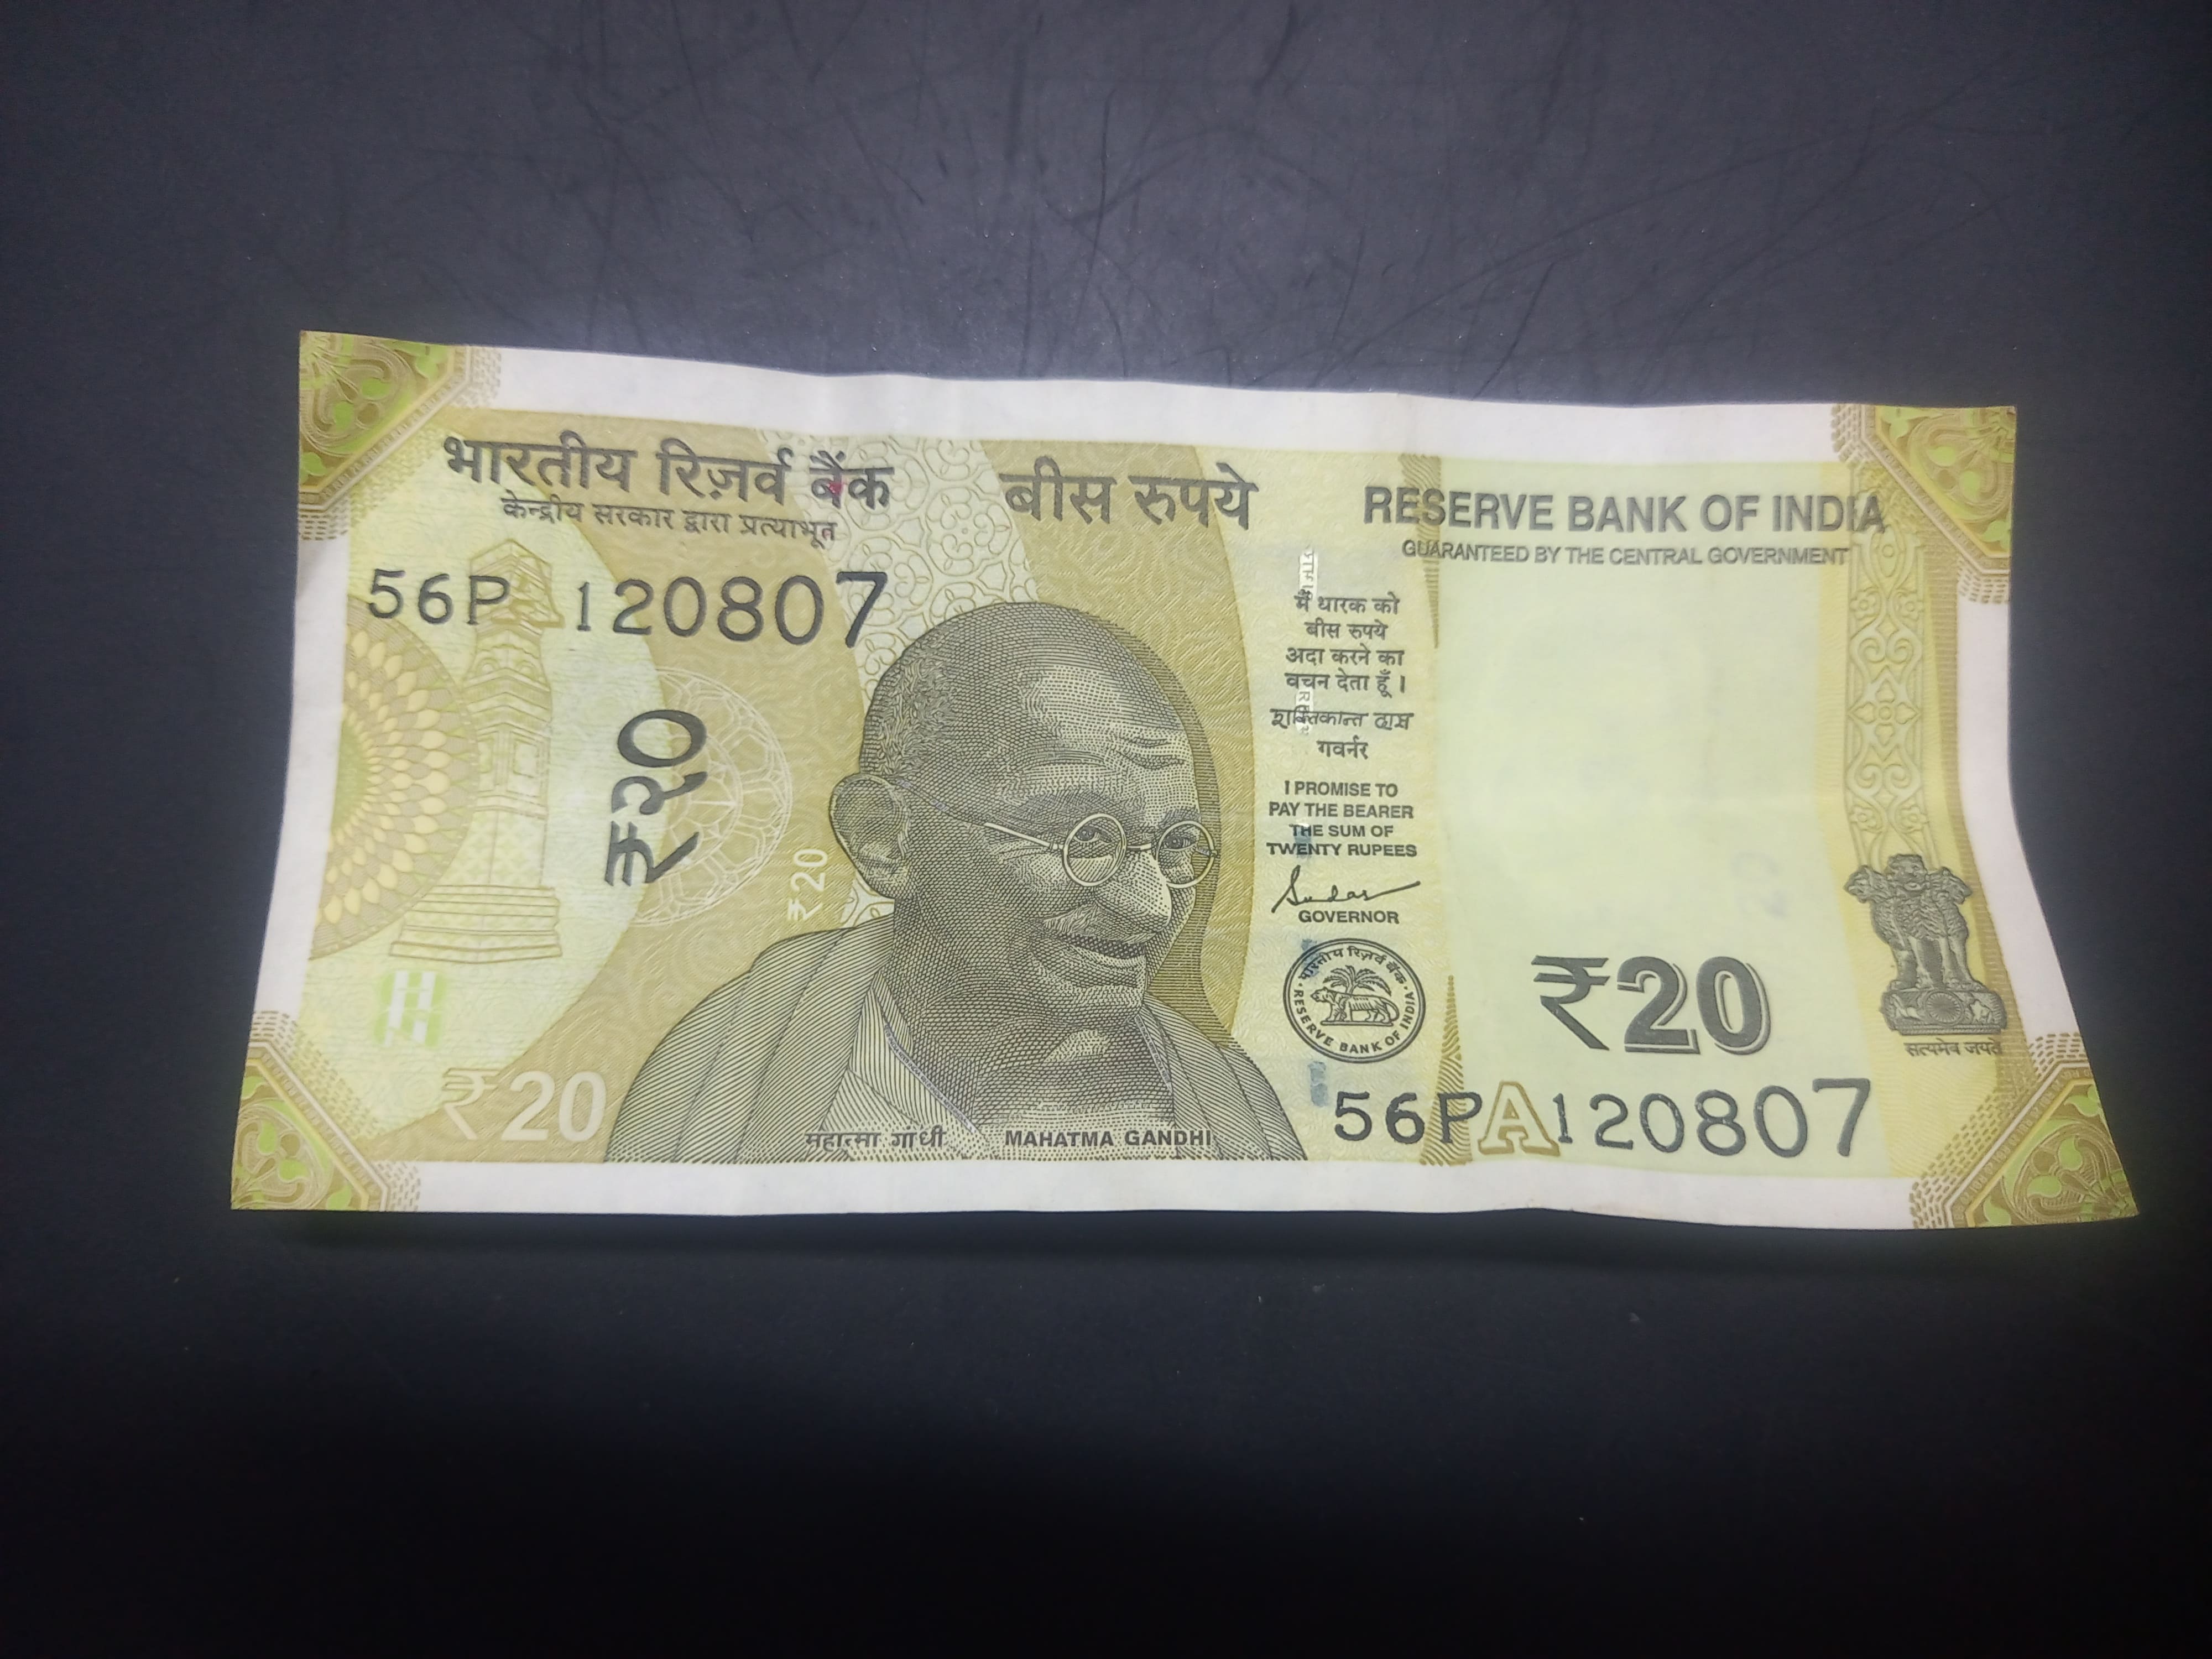 भारतीय रिज़र्व बैंक
केन्द्रीय सरकार द्वारा प्रत्याभूत
बीस रुपये
RESERVE BANK OF INDIA
GUARANTEED BY THE CENTRAL GOVERNMENT
56P 120807
₹२०
₹20
मैं धारक को
बीस रुपये
अदा करने का
वचन देता हूँ ।
शक्तिकान्त दास
गवर्नर
I PROMISE TO
PAY THE BEARER
THE SUM OF
TWENTY RUPEES
GOVERNOR
भारतीय रिज़र्व बैंक
RESERVE BANK OF INDIA
₹20
सत्यमेव जयते
₹20
महात्मा गांधी
MAHATMA GANDHI
56PA120807